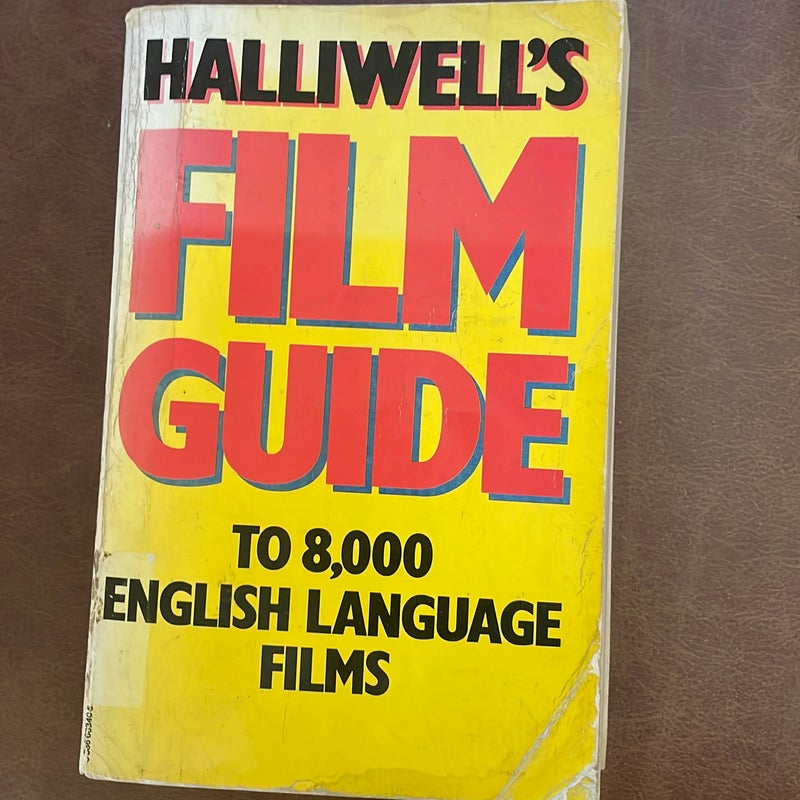 HALLIWELL'S
FILM
GUIDE
TO 8,000
ENGLISH LANGUAGE
FILMS